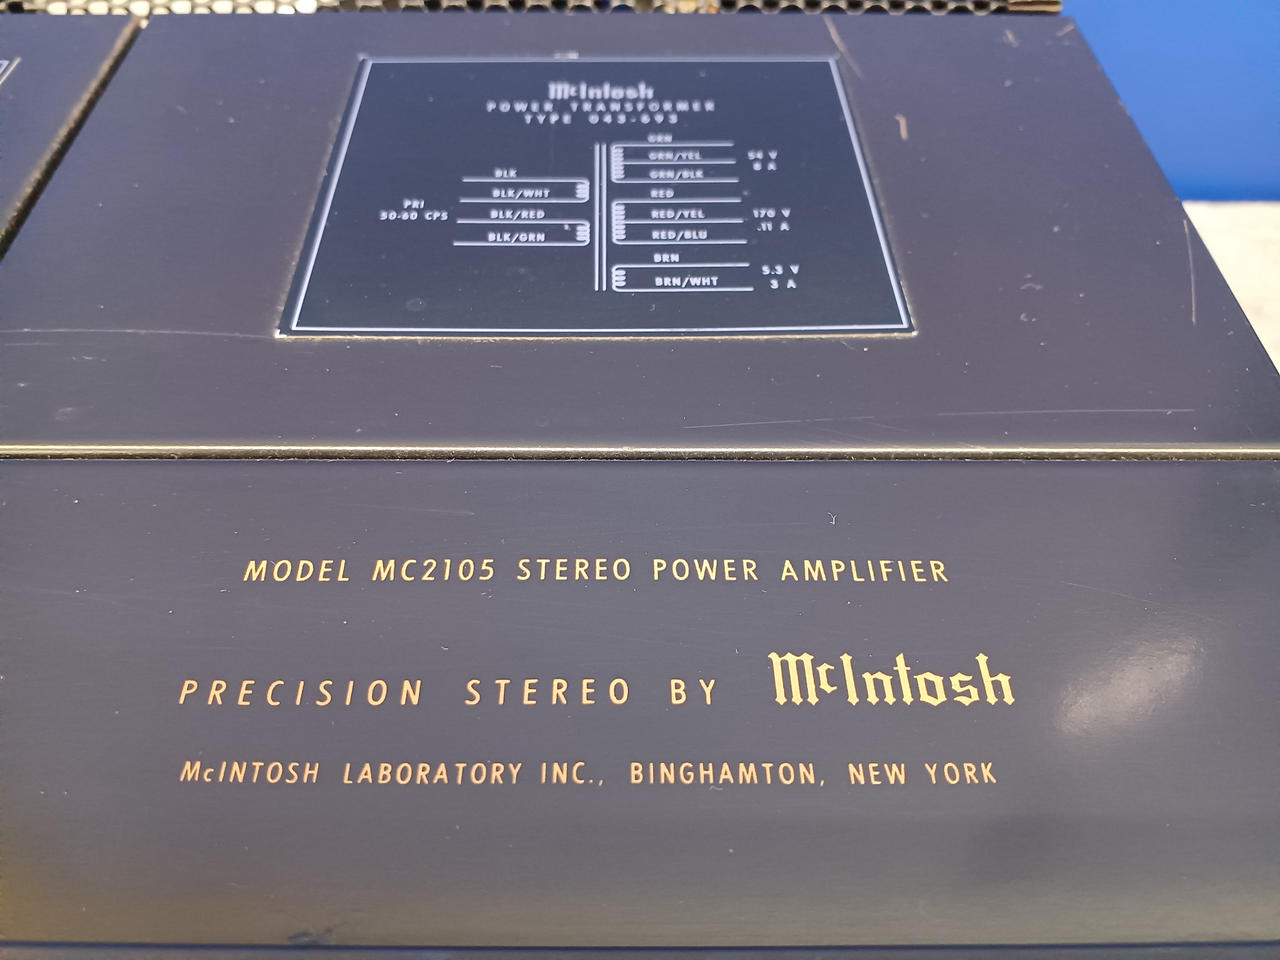 McIntosh
POWER TRANSFORMER
TYPE 043-693
GRN
GRN/YEL
54 V
6 A
GRN/BLK
BLK
BLK/WHT
RED
PRI
50-60 CPS
BLK/RED
RED/YEL
170 V
.11 A
BLK/GRN
RED/BLU
BRN
5.3 V
3 A
BRN/WHT
MODEL MC2105 STEREO POWER AMPLIFIER
PRECISION STEREO BY McIntosh
McINTOSH LABORATORY INC., BINGHAMTON, NEW YORK